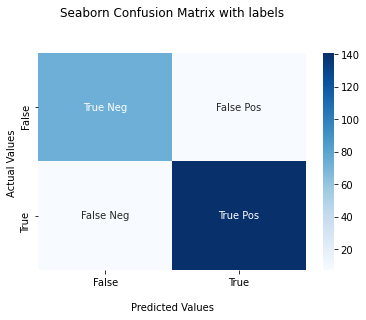 Seaborn Confusion Matrix with labels
Actual Values
False
True
True Neg
False Pos
False Neg
True Pos
False
True
Predicted Values
140
120
100
80
60
40
20